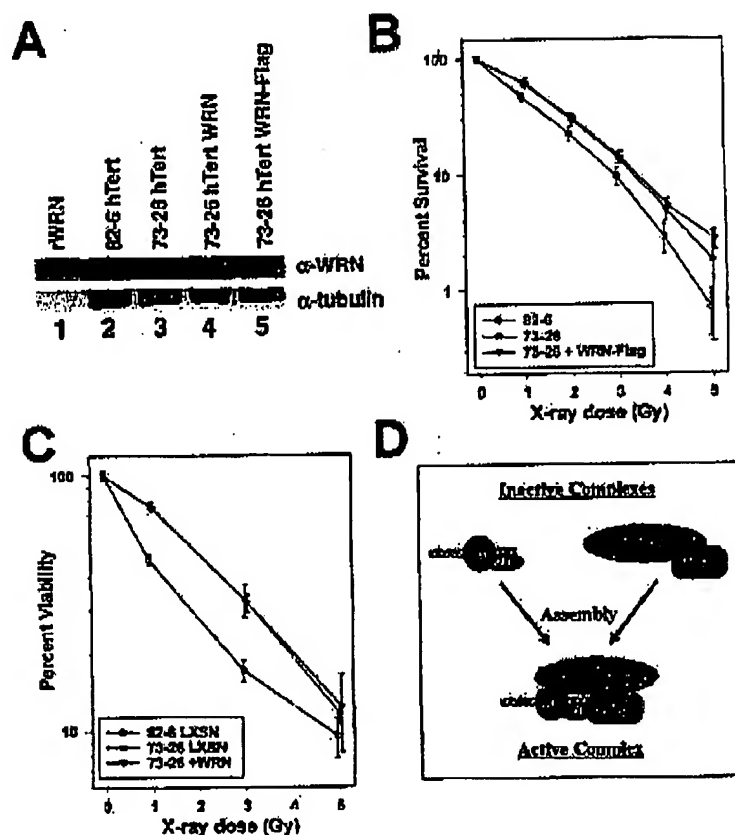 A
rWRN
82-6 hTert
73-26 hTert
73-26 hTert WRN
73-26 hTert WRN-Flag
α-WRN
α-tubulin
1 2 3 4 5
B
Percent Survival
100
10
1
82-6
73-26
73-26 + WRN-Flag
0 1 2 3 4 5
X-ray dose (Gy)
C
Percent Viability
100
10
82-6 LXSN
73-26 LXSN
73-26 +WRN
0 1 3 5
X-ray dose (Gy)
D
Inactive Complexes
Assembly
Active Complex